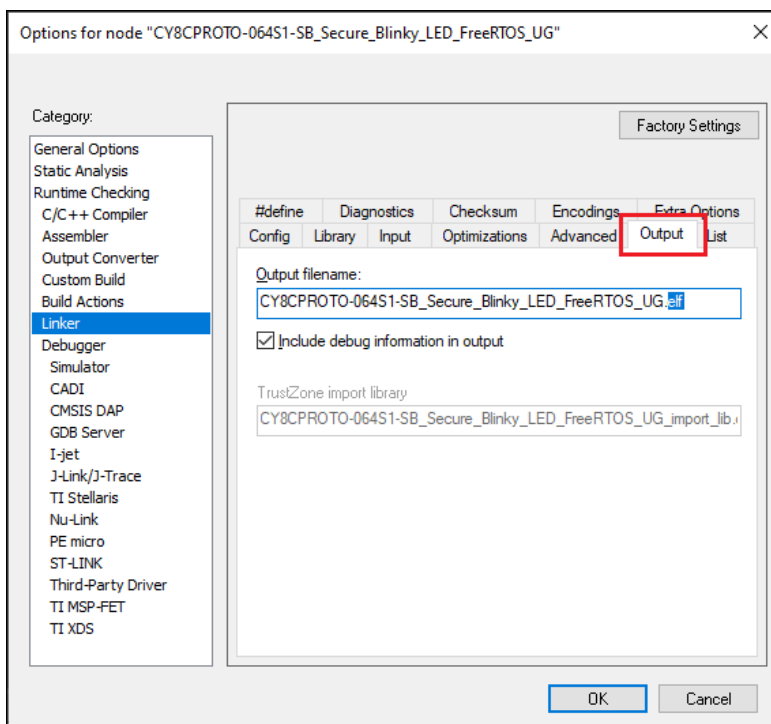 Options for node "CY8CPROTO-064S1-SB_Secure_Blinky_LED_FreeRTOS_UG"
Category:
General Options
Static Analysis
Runtime Checking
C/C++ Compiler
Assembler
Output Converter
Custom Build
Build Actions
Linker
Debugger
Simulator
CADI
CMSIS DAP
GDB Server
I-jet
J-Link/J-Trace
TI Stellaris
Nu-Link
PE micro
ST-LINK
Third-Party Driver
TI MSP-FET
TI XDS
Factory Settings
#define Diagnostics Checksum Encodings Extra Options
Config Library Input Optimizations Advanced Output List
Output filename:
CY8CPROTO-064S1-SB_Secure_Blinky_LED_FreeRTOS_UG.elf
Include debug information in output
TrustZone import library
CY8CPROTO-064S1-SB_Secure_Blinky_LED_FreeRTOS_UG_import_lib.
OK Cancel